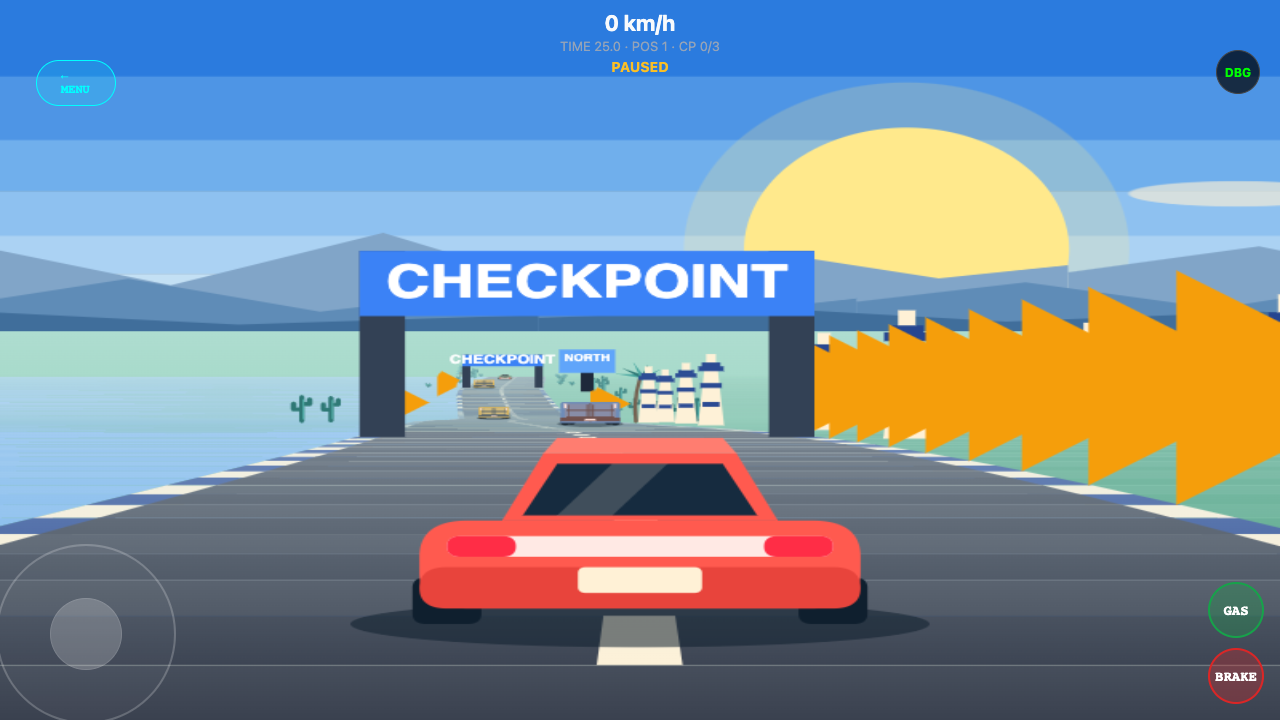 0 km/h
TIME 25.0 · POS 1 · CP 0/3
PAUSED
←
MENU
DBG
CHECKPOINT
CHECKPOINT
NORTH
GAS
BRAKE